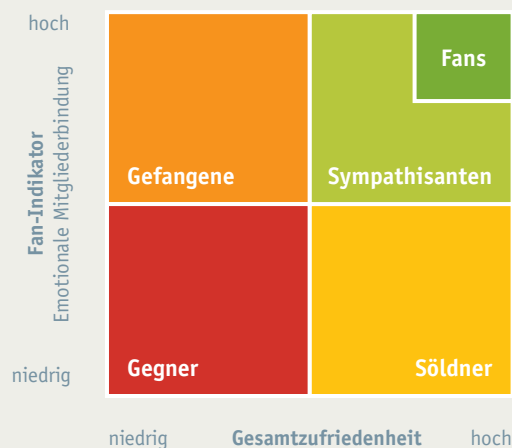 hoch
Fans
Fan-Indikator
Emotionale Mitgliederbindung
Gefangene
Sympathisanten
Gegner
Söldner
niedrig
niedrig
Gesamtzufriedenheit
hoch